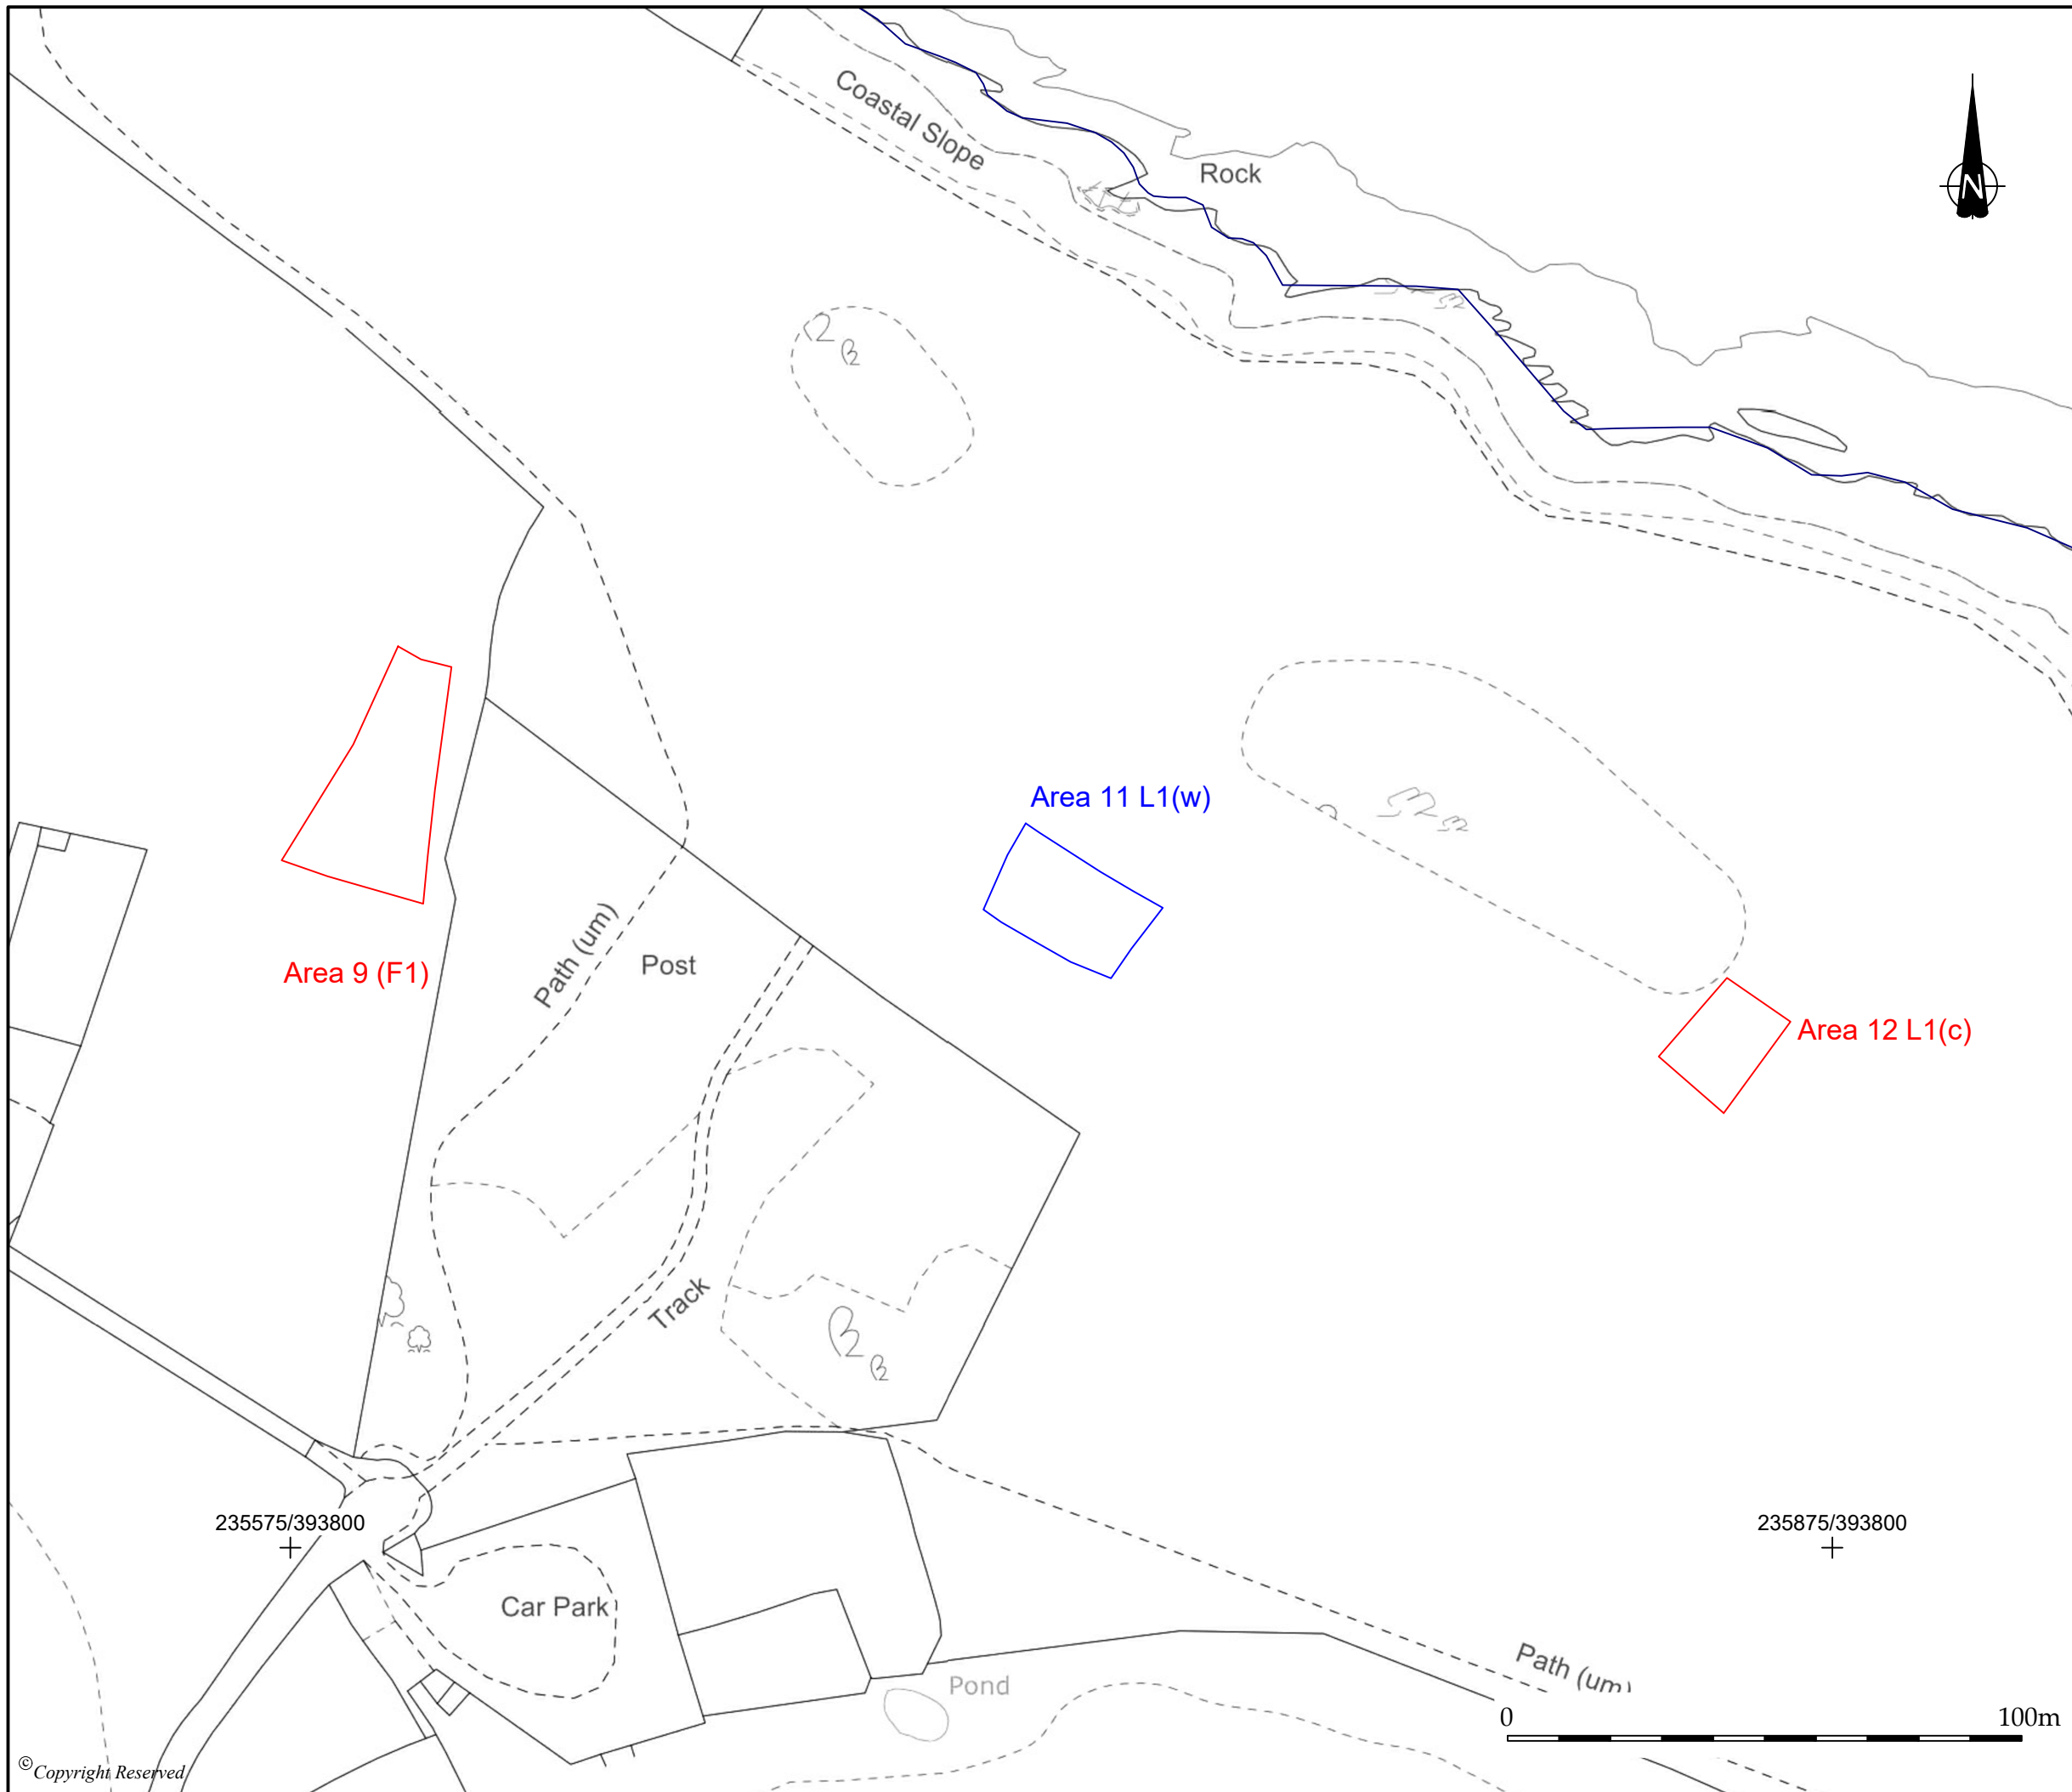 Coastal Slope
Rock
N
Area 11 L1(w)
Path (um)
Post
Area 9 (F1)
Area 12 L1(c)
Track
235575/393800
235875/393800
Car Park
Path (um)
Pond
0 100m
©Copyright Reserved